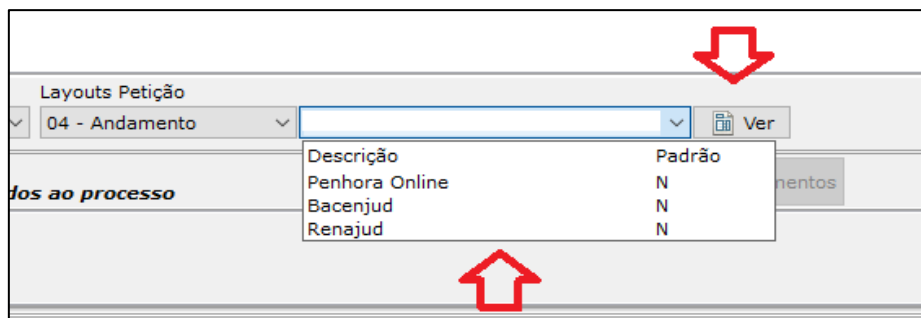 Layouts Petição
04 - Andamento
Ver
Descrição Padrão
Penhora Online N
Bacenjud N
Renajud N
dos ao processo
mentos